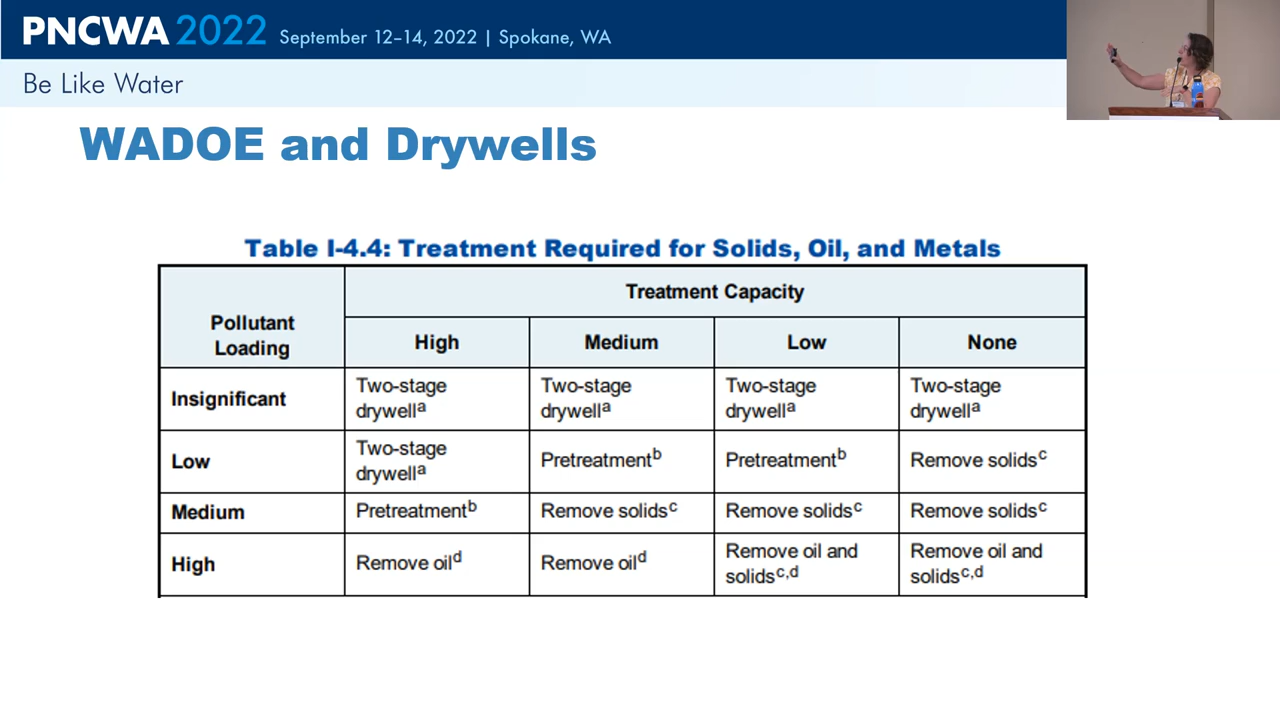 PNCWA 2022 September 12–14, 2022 | Spokane, WA
Be Like Water
WADOE and Drywells
Table I-4.4: Treatment Required for Solids, Oil, and Metals
Pollutant
Loading
Treatment Capacity
High Medium Low None
Insignificant
Two-stage
drywellª
Two-stage
drywellª
Two-stage
drywellª
Two-stage
drywellª
Low
Two-stage
drywellª
Pretreatmentᵇ
Pretreatmentᵇ
Remove solidsᶜ
Medium
Pretreatmentᵇ
Remove solidsᶜ
Remove solidsᶜ
Remove solidsᶜ
High
Remove oilᵈ
Remove oilᵈ
Remove oil and
solidsᶜ,ᵈ
Remove oil and
solidsᶜ,ᵈ